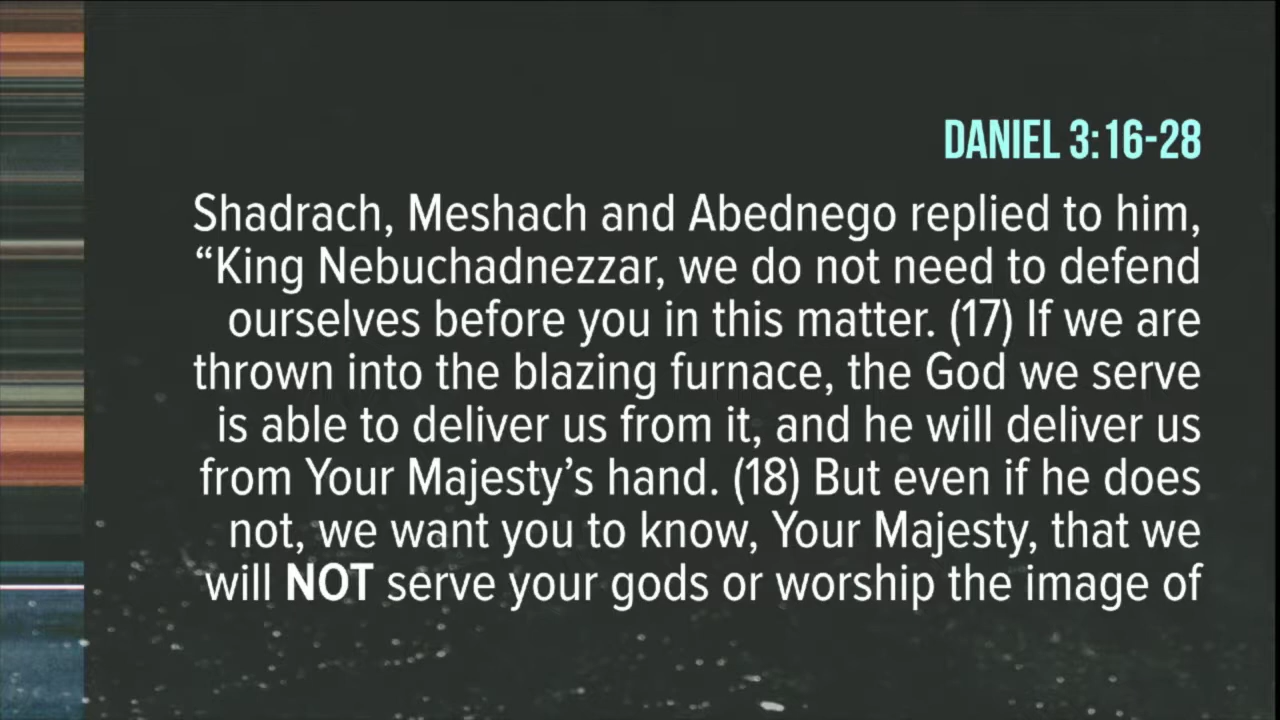 DANIEL 3:16-28
Shadrach, Meshach and Abednego replied to him,
“King Nebuchadnezzar, we do not need to defend
ourselves before you in this matter. (17) If we are
thrown into the blazing furnace, the God we serve
is able to deliver us from it, and he will deliver us
from Your Majesty’s hand. (18) But even if he does
not, we want you to know, Your Majesty, that we
will NOT serve your gods or worship the image of